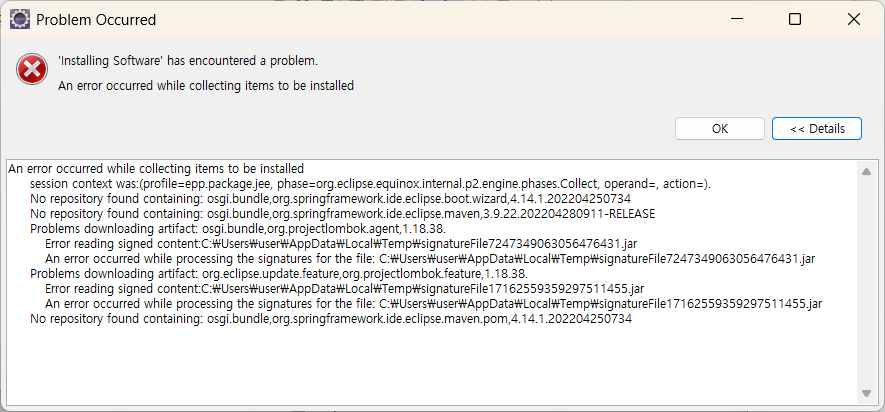 Problem Occurred
'Installing Software' has encountered a problem.
An error occurred while collecting items to be installed
OK
<< Details
An error occurred while collecting items to be installed
session context was:(profile=epp.package.jee, phase=org.eclipse.equinox.internal.p2.engine.phases.Collect, operand=, action=).
No repository found containing: osgi.bundle,org.springframework.ide.eclipse.boot.wizard,4.14.1.202204250734
No repository found containing: osgi.bundle,org.springframework.ide.eclipse.maven,3.9.22.202204280911-RELEASE
Problems downloading artifact: osgi.bundle,org.projectlombok.agent,1.18.38.
Error reading signed content:C:₩Users₩user₩AppData₩Local₩Temp₩signatureFile7247349063056476431.jar
An error occurred while processing the signatures for the file: C:₩Users₩user₩AppData₩Local₩Temp₩signatureFile7247349063056476431.jar
Problems downloading artifact: org.eclipse.update.feature,org.projectlombok.feature,1.18.38.
Error reading signed content:C:₩Users₩user₩AppData₩Local₩Temp₩signatureFile17162559359297511455.jar
An error occurred while processing the signatures for the file: C:₩Users₩user₩AppData₩Local₩Temp₩signatureFile17162559359297511455.jar
No repository found containing: osgi.bundle,org.springframework.ide.eclipse.maven.pom,4.14.1.202204250734